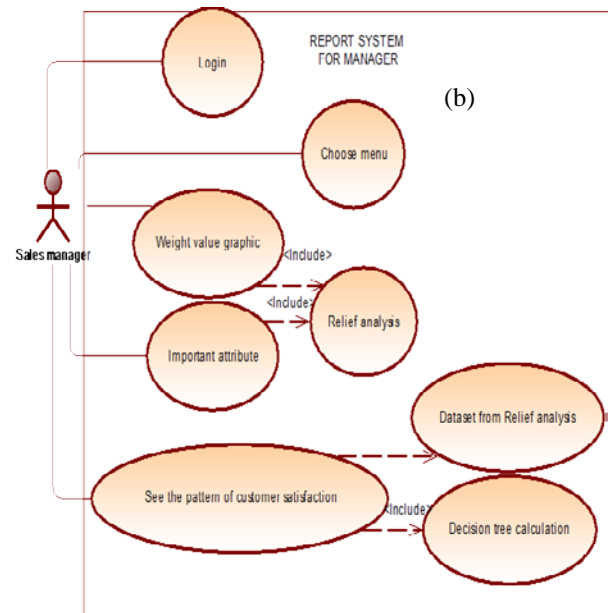 REPORT SYSTEM
FOR MANAGER
Login
(b)
Choose menu
Sales manager
Weight value graphic
<Include>
<Include>
Relief analysis
Important attribute
Dataset from Relief analysis
See the pattern of customer satisfaction
<Include>
Decision tree calculation